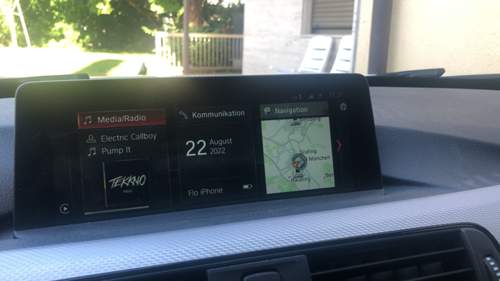 Media/Radio
Electric Callboy
Pump It
TEKKNO
Kommunikation
22 August
2022
Flo iPhone
Navigation
München